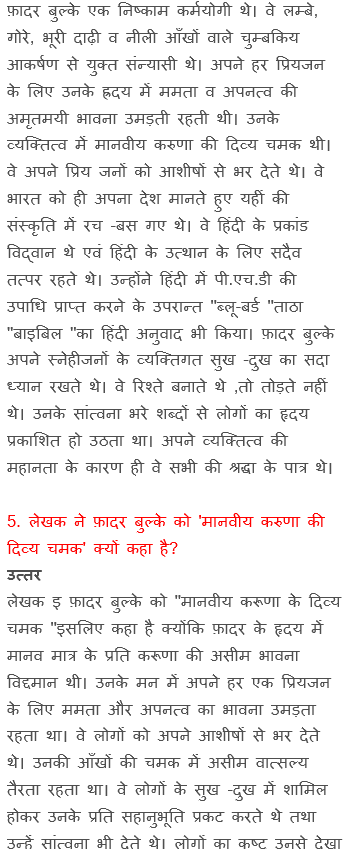 फ़ादर बुल्के एक निष्काम कर्मयोगी थे। वे लम्बे,
गोरे, भूरी दाढ़ी व नीली आँखों वाले चुम्बकिय
आकर्षण से युक्त संन्यासी थे। अपने हर प्रियजन
के लिए उनके ह्रदय में ममता व अपनत्व की
अमृतमयी भावना उमड़ती रहती थी। उनके
व्यक्तित्व में मानवीय करुणा की दिव्य चमक थी।
वे अपने प्रिय जनों को आशीषों से भर देते थे। वे
भारत को ही अपना देश मानते हुए यहीं की
संस्कृति में रच -बस गए थे। वे हिंदी के प्रकांड
विद्वान थे एवं हिंदी के उत्थान के लिए सदैव
तत्पर रहते थे। उन्होंने हिंदी में पी.एच.डी की
उपाधि प्राप्त करने के उपरान्त "ब्लू-बर्ड "ताठा
"बाइबिल "का हिंदी अनुवाद भी किया। फ़ादर बुल्के
अपने स्नेहीजनों के व्यक्तिगत सुख -दुख का सदा
ध्यान रखते थे। वे रिश्ते बनाते थे ,तो तोड़ते नहीं
थे। उनके सांत्वना भरे शब्दों से लोगों का हृदय
प्रकाशित हो उठता था। अपने व्यक्तित्व की
महानता के कारण ही वे सभी की श्रद्धा के पात्र थे।
5. लेखक ने फ़ादर बुल्के को 'मानवीय करुणा की
दिव्य चमक' क्यों कहा है?
उत्तर
लेखक इ फ़ादर बुल्के को "मानवीय करूणा के दिव्य
चमक "इसलिए कहा है क्योंकि फ़ादर के हृदय में
मानव मात्र के प्रति करूणा की असीम भावना
विद्दमान थी। उनके मन में अपने हर एक प्रियजन
के लिए ममता और अपनत्व का भावना उमड़ता
रहता था। वे लोगों को अपने आशीषों से भर देते
थे। उनकी आँखों की चमक में असीम वात्सल्य
तैरता रहता था। वे लोगों के सुख -दुख में शामिल
होकर उनके प्रति सहानुभूति प्रकट करते थे तथा
उन्हें सांत्वना भी देते थे। लोगों का कष्ट उनसे देखा